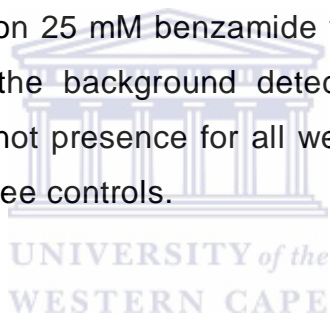 on 25 mM benzamide
the background detec
not presence for all we
ee controls.
UNIVERSITY of the
WESTERN CAPE